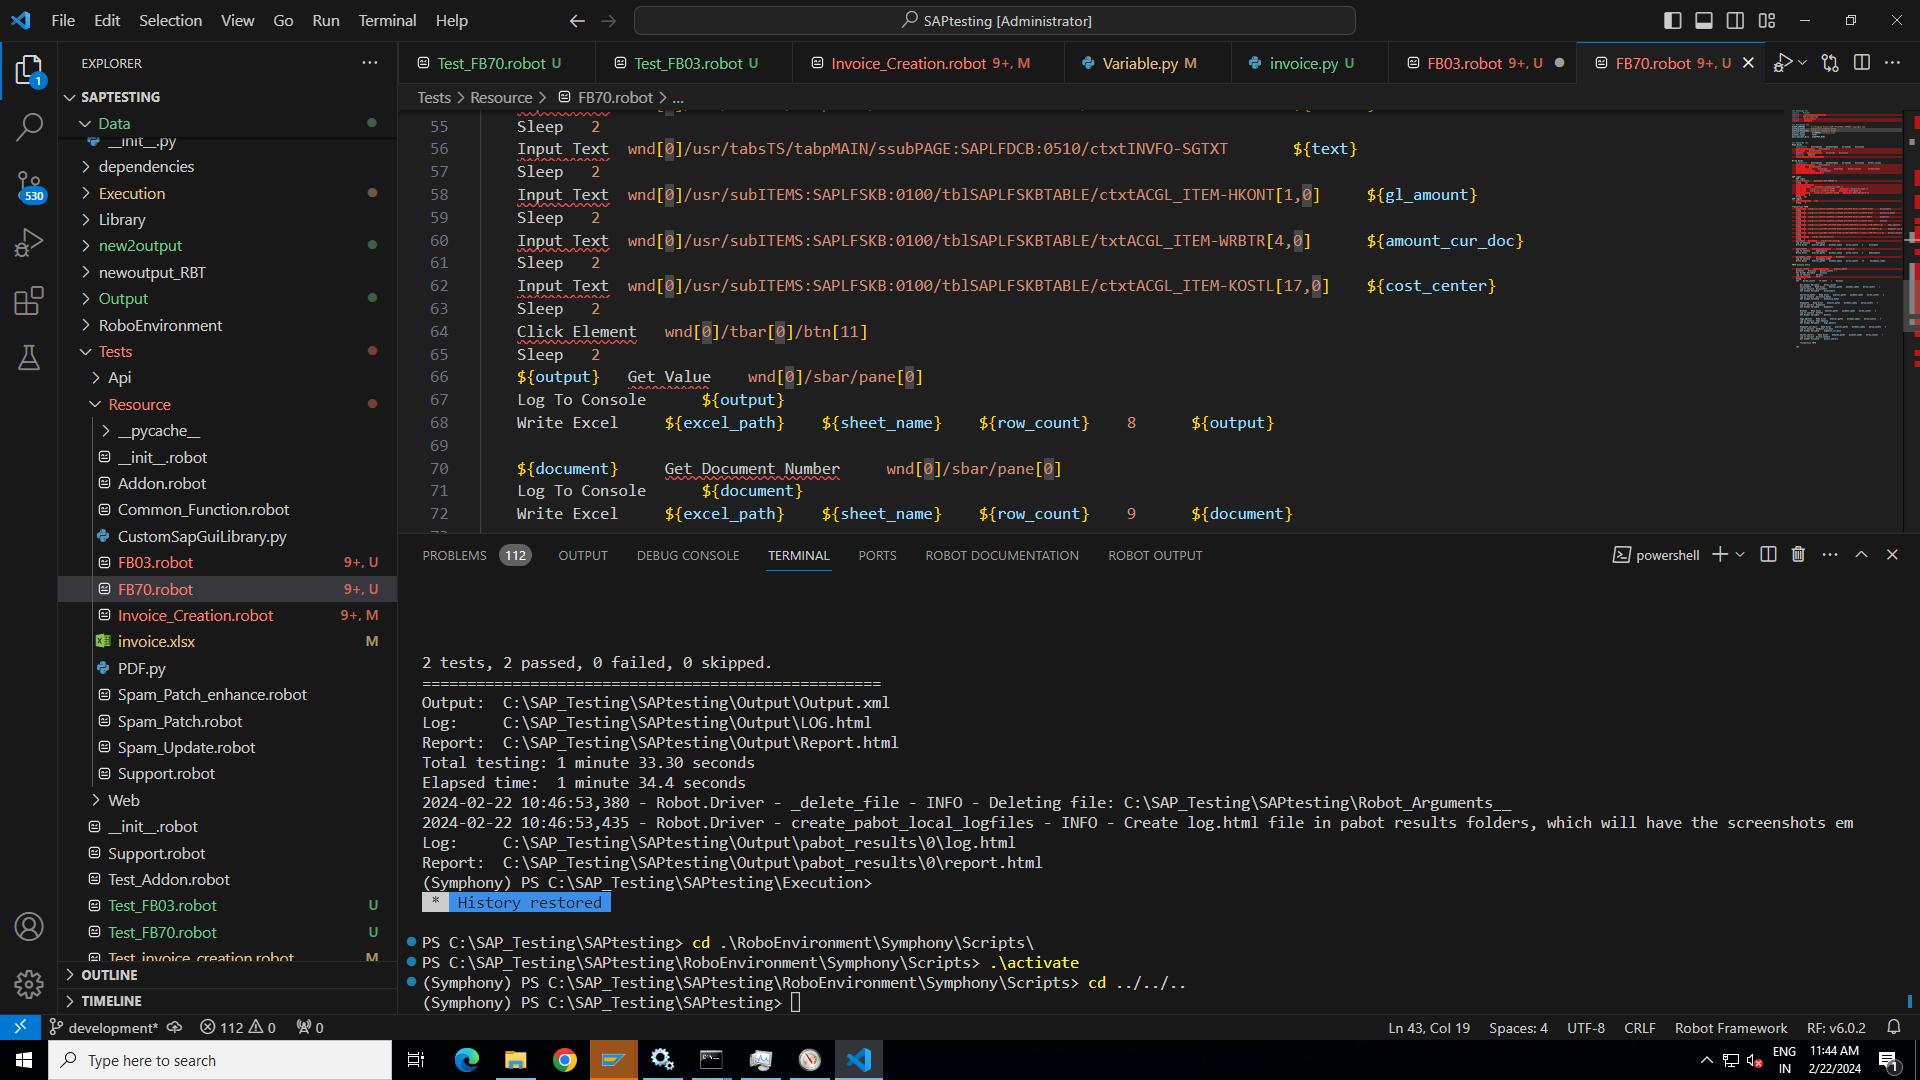 File Edit Selection View Go Run Terminal Help
SAPtesting [Administrator]
EXPLORER
SAPTESTING
Data
__init__.py
dependencies
Execution
Library
new2output
newoutput_RBT
Output
RoboEnvironment
Tests
Api
Resource
__pycache__
__init__.robot
Addon.robot
Common_Function.robot
CustomSapGuiLibrary.py
FB03.robot 9+, U
FB70.robot 9+, U
Invoice_Creation.robot 9+, M
invoice.xlsx M
PDF.py
Spam_Patch_enhance.robot
Spam_Patch.robot
Spam_Update.robot
Support.robot
Web
__init__.robot
Support.robot
Test_Addon.robot
Test_FB03.robot U
Test_FB70.robot U
Test_invoice_creation.robot M
OUTLINE
TIMELINE
1
530
Test_FB70.robot U
Test_FB03.robot U
Invoice_Creation.robot 9+, M
Variable.py M
invoice.py U
FB03.robot 9+, U
FB70.robot 9+, U
Tests > Resource > FB70.robot > ...
55 Sleep 2
56 Input Text wnd[0]/usr/tabsTS/tabpMAIN/ssubPAGE:SAPLFDCB:0510/ctxtINVFO-SGTXT ${text}
57 Sleep 2
58 Input Text wnd[0]/usr/subITEMS:SAPLFSKB:0100/tblSAPLFSKBTABLE/ctxtACGL_ITEM-HKONT[1,0] ${gl_amount}
59 Sleep 2
60 Input Text wnd[0]/usr/subITEMS:SAPLFSKB:0100/tblSAPLFSKBTABLE/txtACGL_ITEM-WRBTR[4,0] ${amount_cur_doc}
61 Sleep 2
62 Input Text wnd[0]/usr/subITEMS:SAPLFSKB:0100/tblSAPLFSKBTABLE/ctxtACGL_ITEM-KOSTL[17,0] ${cost_center}
63 Sleep 2
64 Click Element wnd[0]/tbar[0]/btn[11]
65 Sleep 2
66 ${output} Get Value wnd[0]/sbar/pane[0]
67 Log To Console ${output}
68 Write Excel ${excel_path} ${sheet_name} ${row_count} 8 ${output}
69
70 ${document} Get Document Number wnd[0]/sbar/pane[0]
71 Log To Console ${document}
72 Write Excel ${excel_path} ${sheet_name} ${row_count} 9 ${document}
PROBLEMS 112 OUTPUT DEBUG CONSOLE TERMINAL PORTS ROBOT DOCUMENTATION ROBOT OUTPUT
powershell
2 tests, 2 passed, 0 failed, 0 skipped.
===================================================
Output: C:\SAP_Testing\SAPtesting\Output\Output.xml
Log: C:\SAP_Testing\SAPtesting\Output\LOG.html
Report: C:\SAP_Testing\SAPtesting\Output\Report.html
Total testing: 1 minute 33.30 seconds
Elapsed time: 1 minute 34.4 seconds
2024-02-22 10:46:53,380 - Robot.Driver - _delete_file - INFO - Deleting file: C:\SAP_Testing\SAPtesting\Robot_Arguments__
2024-02-22 10:46:53,435 - Robot.Driver - create_pabot_local_logfiles - INFO - Create log.html file in pabot results folders, which will have the screenshots em
Log: C:\SAP_Testing\SAPtesting\Output\pabot_results\0\log.html
Report: C:\SAP_Testing\SAPtesting\Output\pabot_results\0\report.html
(Symphony) PS C:\SAP_Testing\SAPtesting\Execution>
* History restored
PS C:\SAP_Testing\SAPtesting> cd .\RoboEnvironment\Symphony\Scripts\
PS C:\SAP_Testing\SAPtesting\RoboEnvironment\Symphony\Scripts> .\activate
(Symphony) PS C:\SAP_Testing\SAPtesting\RoboEnvironment\Symphony\Scripts> cd ../../..
(Symphony) PS C:\SAP_Testing\SAPtesting>
development* 112 0 0
Ln 43, Col 19 Spaces: 4 UTF-8 CRLF Robot Framework RF: v6.0.2
Type here to search
ENG
IN
11:44 AM
2/22/2024
1